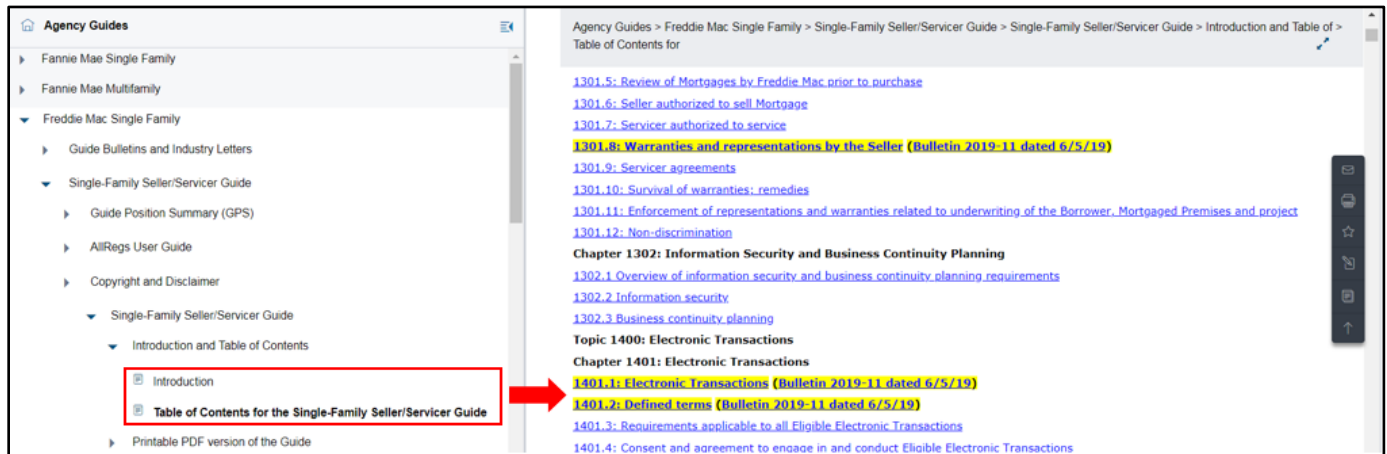 Agency Guides
Fannie Mae Single Family
Fannie Mae Multifamily
Freddie Mac Single Family
Guide Bulletins and Industry Letters
Single-Family Seller/Servicer Guide
Guide Position Summary (GPS)
AllRegs User Guide
Copyright and Disclaimer
Single-Family Seller/Servicer Guide
Introduction and Table of Contents
Introduction
Table of Contents for the Single-Family Seller/Servicer Guide
Printable PDF version of the Guide
Agency Guides > Freddie Mac Single Family > Single-Family Seller/Servicer Guide > Single-Family Seller/Servicer Guide > Introduction and Table of >
Table of Contents for
1301.5: Review of Mortgages by Freddie Mac prior to purchase
1301.6: Seller authorized to sell Mortgage
1301.7: Servicer authorized to service
1301.8: Warranties and representations by the Seller (Bulletin 2019-11 dated 6/5/19)
1301.9: Servicer agreements
1301.10: Survival of warranties; remedies
1301.11: Enforcement of representations and warranties related to underwriting of the Borrower, Mortgaged Premises and project
1301.12: Non-discrimination
Chapter 1302: Information Security and Business Continuity Planning
1302.1 Overview of information security and business continuity planning requirements
1302.2 Information security
1302.3 Business continuity planning
Topic 1400: Electronic Transactions
Chapter 1401: Electronic Transactions
1401.1: Electronic Transactions (Bulletin 2019-11 dated 6/5/19)
1401.2: Defined terms (Bulletin 2019-11 dated 6/5/19)
1401.3: Requirements applicable to all Eligible Electronic Transactions
1401.4: Consent and agreement to engage in and conduct Eligible Electronic Transactions